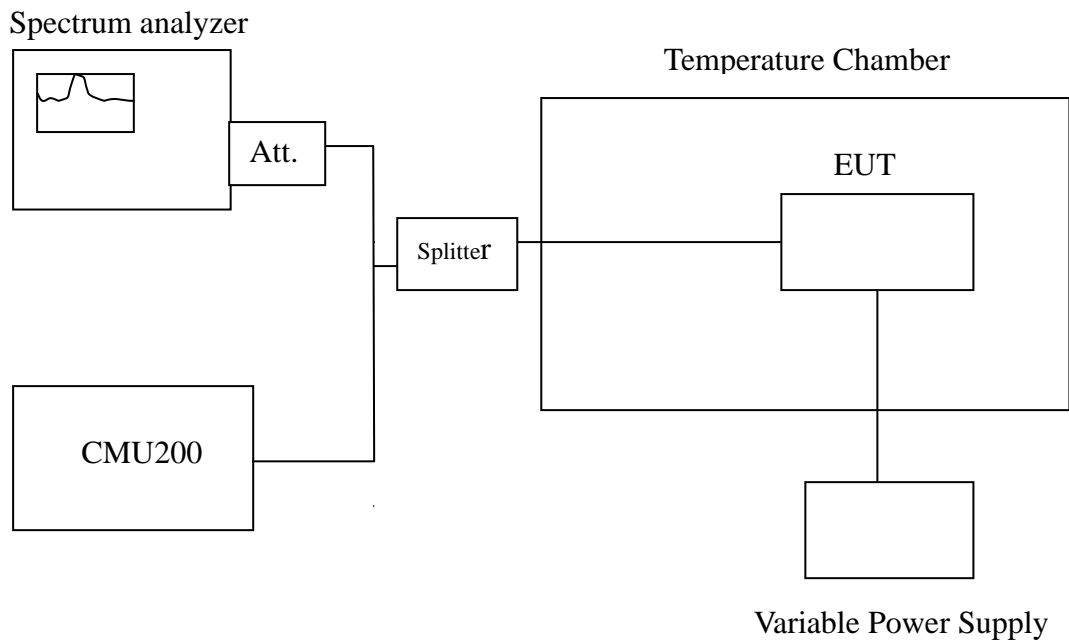 Spectrum analyzer
Temperature Chamber
Att.
EUT
Splitter
CMU200
Variable Power Supply